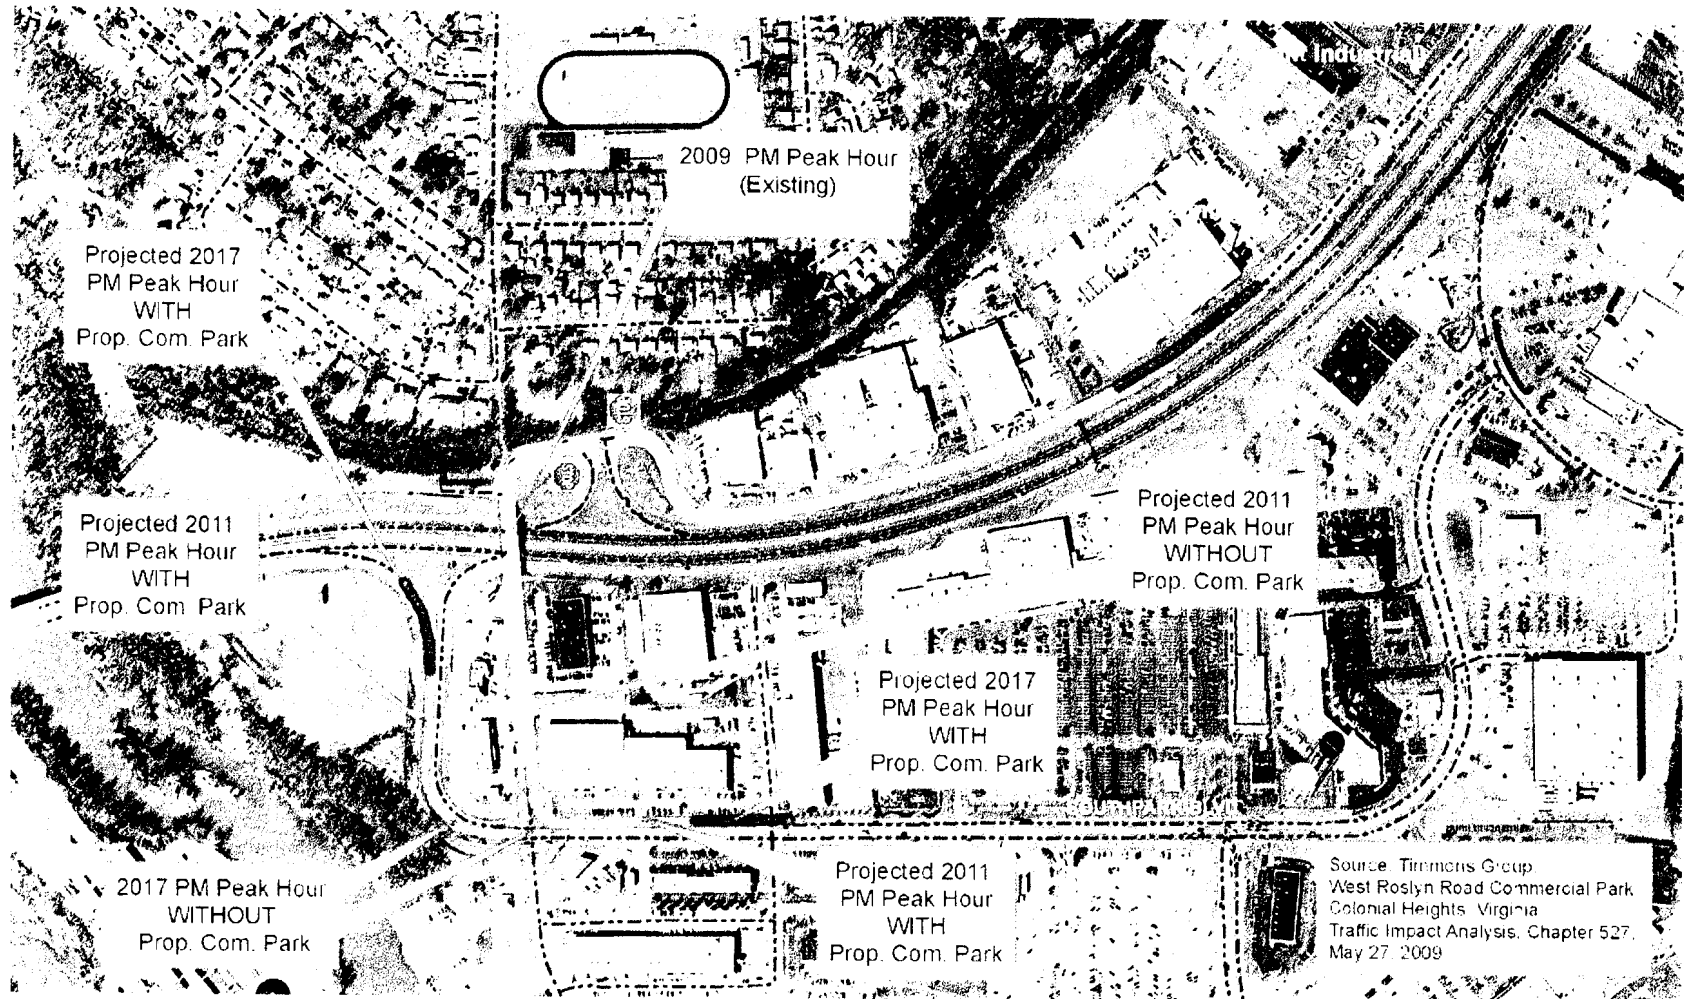 Industrial
2009 PM Peak Hour
(Existing)
Projected 2017
PM Peak Hour
WITH
Prop. Com. Park
Projected 2011
PM Peak Hour
WITH
Prop. Com. Park
Projected 2011
PM Peak Hour
WITHOUT
Prop. Com. Park
Projected 2017
PM Peak Hour
WITH
Prop. Com. Park
2017 PM Peak Hour
WITHOUT
Prop. Com. Park
Projected 2011
PM Peak Hour
WITH
Prop. Com. Park
Source: Timmons Group,
West Roslyn Road Commercial Park
Colonial Heights, Virginia
Traffic Impact Analysis, Chapter 527,
May 27, 2009